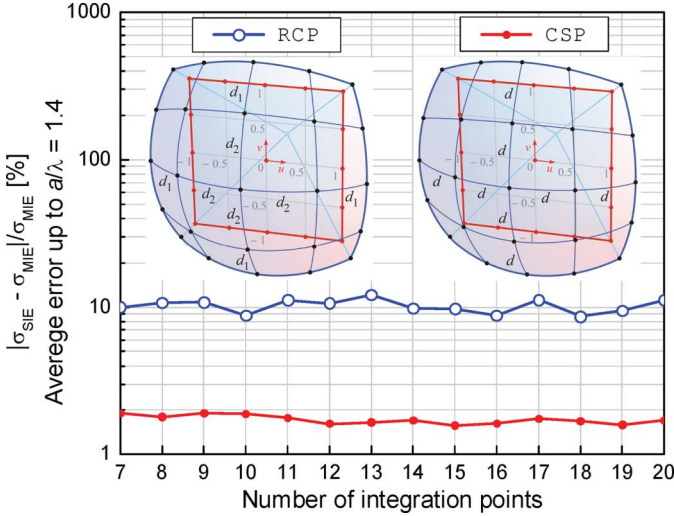 RCP
CSP
1000
100
10
1
|σSIE - σMIE|/σMIE [%]
Averege error up to a/λ = 1.4
d1
1
0.5
d2
v
-1
-0.5
0
u
0.5
1
d1
d2
d2
-0.5
d2
-1
d1
d
1
0.5
d
v
-1
-0.5
0
u
0.5
1
d
d
d
-0.5
d
-1
d
7 8 9 10 11 12 13 14 15 16 17 18 19 20
Number of integration points